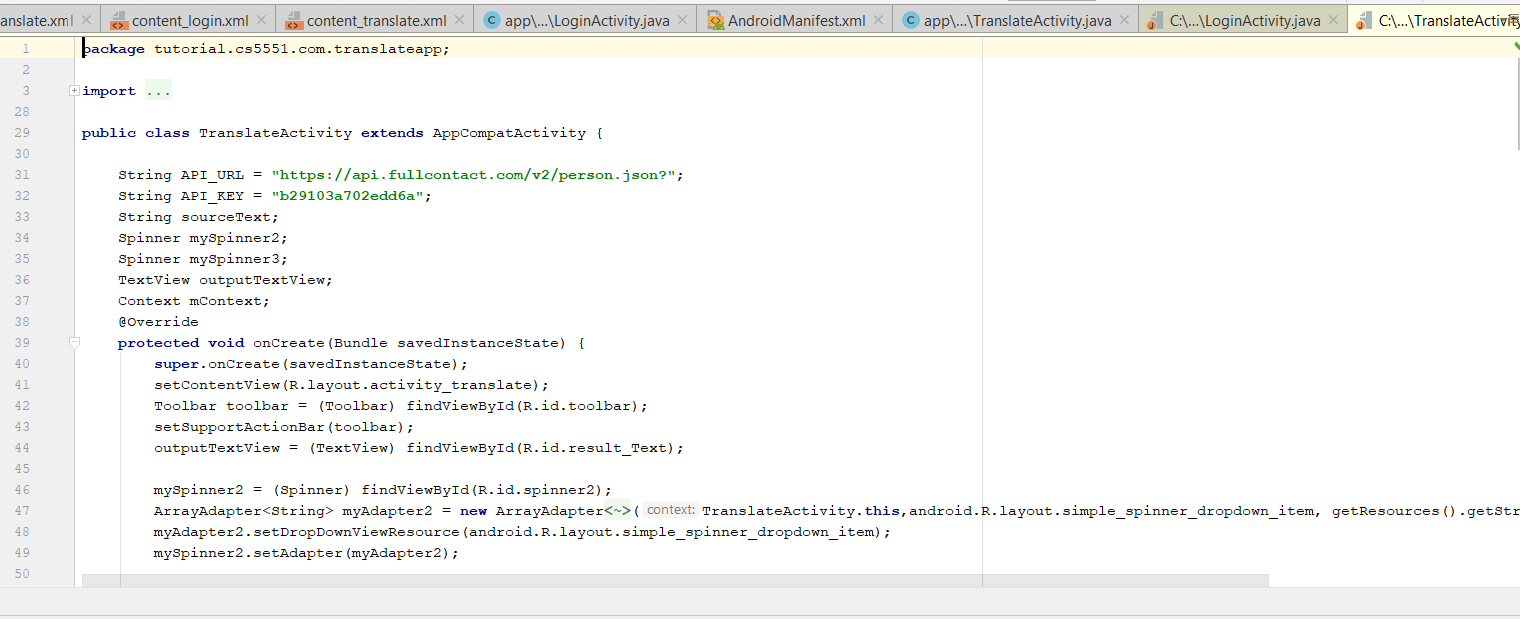 anslate.xml content_login.xml content_translate.xml app\...\LoginActivity.java AndroidManifest.xml app\...\TranslateActivity.java C:\...\LoginActivity.java C:\...\TranslateActivity
1 package tutorial.cs5551.com.translateapp;
2
3 import ...
28
29 public class TranslateActivity extends AppCompatActivity {
30
31 String API_URL = "https://api.fullcontact.com/v2/person.json?";
32 String API_KEY = "b29103a702edd6a";
33 String sourceText;
34 Spinner mySpinner2;
35 Spinner mySpinner3;
36 TextView outputTextView;
37 Context mContext;
38 @Override
39 protected void onCreate(Bundle savedInstanceState) {
40 super.onCreate(savedInstanceState);
41 setContentView(R.layout.activity_translate);
42 Toolbar toolbar = (Toolbar) findViewById(R.id.toolbar);
43 setSupportActionBar(toolbar);
44 outputTextView = (TextView) findViewById(R.id.result_Text);
45
46 mySpinner2 = (Spinner) findViewById(R.id.spinner2);
47 ArrayAdapter<String> myAdapter2 = new ArrayAdapter<~>( context: TranslateActivity.this,android.R.layout.simple_spinner_dropdown_item, getResources().getStr
48 myAdapter2.setDropDownViewResource(android.R.layout.simple_spinner_dropdown_item);
49 mySpinner2.setAdapter(myAdapter2);
50